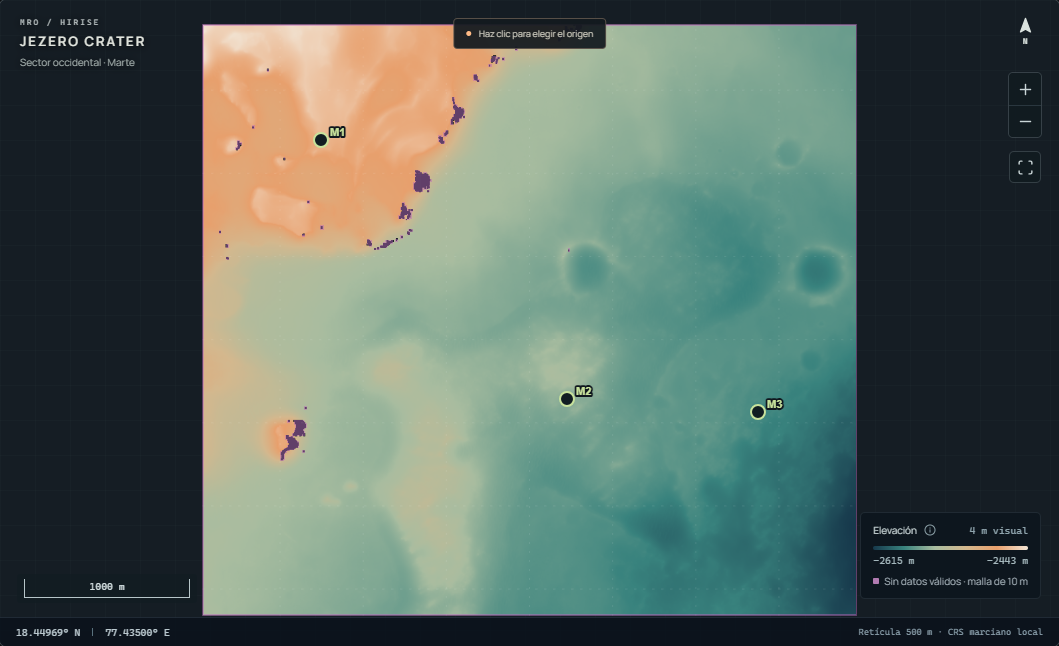 MRO / HIRISE
JEZERO CRATER
Sector occidental · Marte
Haz clic para elegir el origen
N
+
−
M1
M2
M3
Elevación 4 m visual
−2615 m −2443 m
Sin datos válidos · malla de 10 m
1000 m
18.44969° N | 77.43500° E
Retícula 500 m · CRS marciano local